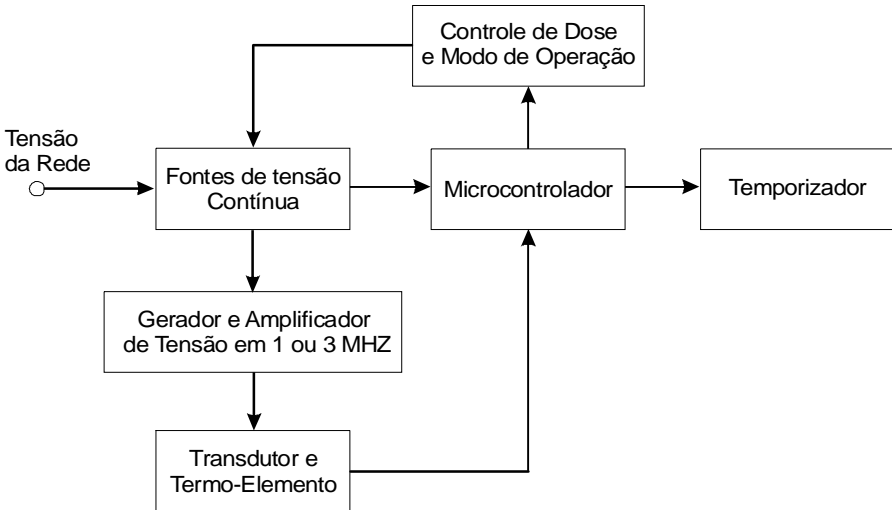 Controle de Dose
e Modo de Operação
Tensão
da Rede
Fontes de tensão
Contínua
Microcontrolador
Temporizador
Gerador e Amplificador
de Tensão em 1 ou 3 MHZ
Transdutor e
Termo-Elemento